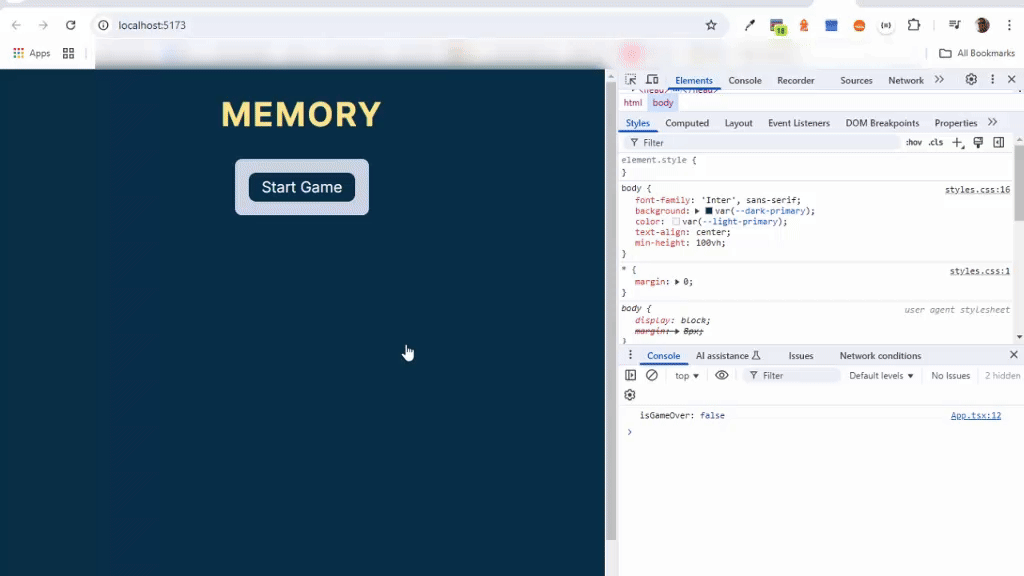 localhost:5173
18
Apps
All Bookmarks
MEMORY
Start Game
Elements Console Recorder Sources Network
html body
Styles Computed Layout Event Listeners DOM Breakpoints Properties
Filter :hov .cls
element.style {
}
body { styles.css:16
font-family: 'Inter', sans-serif;
background: var(--dark-primary);
color: var(--light-primary);
text-align: center;
min-height: 100vh;
}
* { styles.css:1
margin: 0;
}
body { user agent stylesheet
display: block;
margin: 8px;
}
Console AI assistance Issues Network conditions
top Filter Default levels No Issues 2 hidden
isGameOver: false App.tsx:12